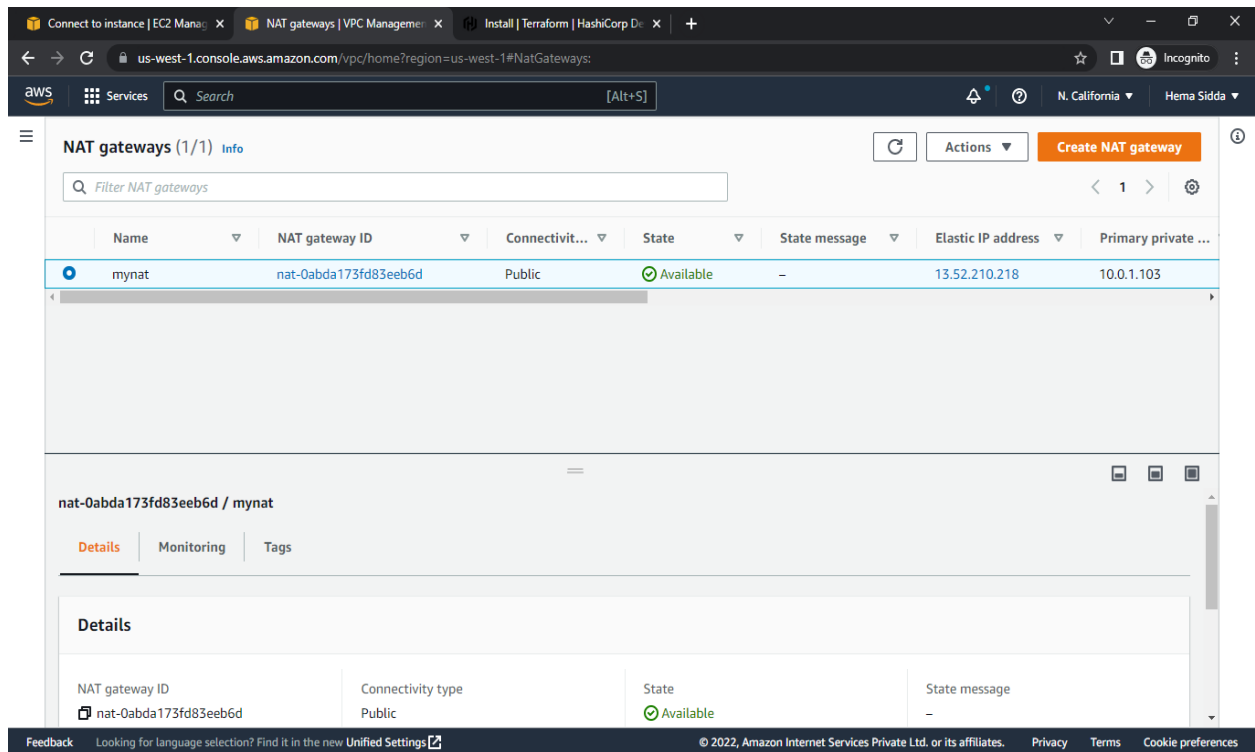 Connect to instance | EC2 Manag
NAT gateways | VPC Managemen
Install | Terraform | HashiCorp De
us-west-1.console.aws.amazon.com/vpc/home?region=us-west-1#NatGateways:
Incognito
aws
Services
Search
[Alt+S]
N. California
Hema Sidda
NAT gateways (1/1) Info
Actions
Create NAT gateway
Filter NAT gateways
1
Name NAT gateway ID Connectivit... State State message Elastic IP address Primary private ...
mynat nat-0abda173fd83eeb6d Public Available – 13.52.210.218 10.0.1.103
nat-0abda173fd83eeb6d / mynat
Details Monitoring Tags
Details
NAT gateway ID Connectivity type State State message
nat-0abda173fd83eeb6d Public Available –
Feedback Looking for language selection? Find it in the new Unified Settings © 2022, Amazon Internet Services Private Ltd. or its affiliates. Privacy Terms Cookie preferences